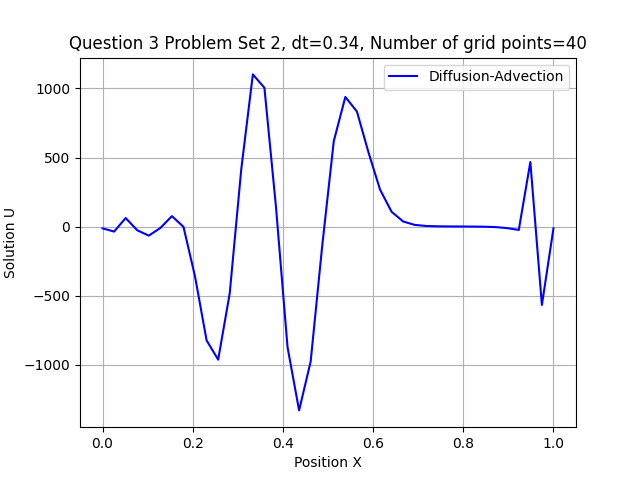 Question 3 Problem Set 2, dt=0.34, Number of grid points=40
Diffusion-Advection
1000
500
0
−500
−1000
Solution U
0.0 0.2 0.4 0.6 0.8 1.0
Position X